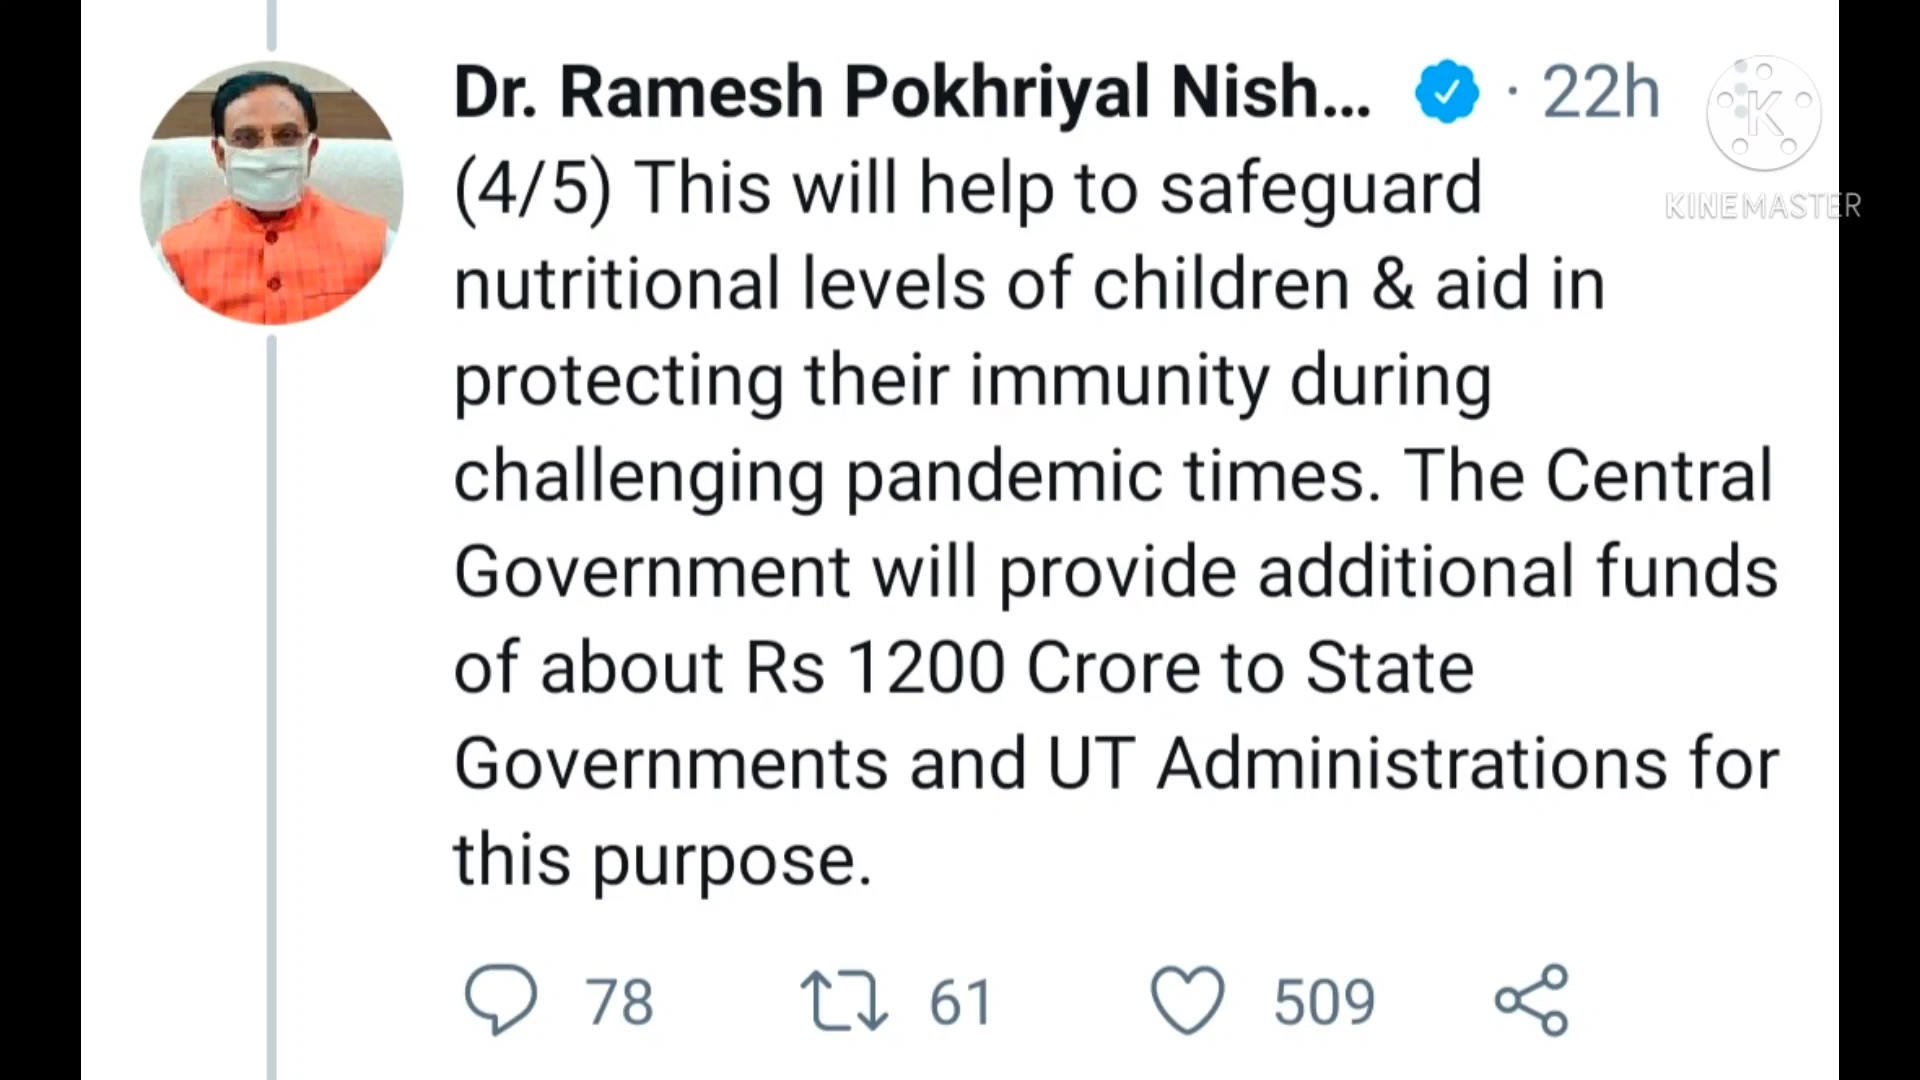 Dr. Ramesh Pokhriyal Nish... · 22h
(4/5) This will help to safeguard
nutritional levels of children & aid in
protecting their immunity during
challenging pandemic times. The Central
Government will provide additional funds
of about Rs 1200 Crore to State
Governments and UT Administrations for
this purpose.
78 61 509
K
KINEMASTER